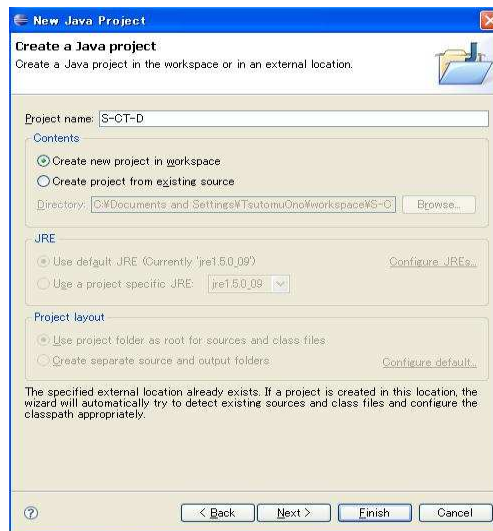 New Java Project
Create a Java project
Create a Java project in the workspace or in an external location.
Project name: S-CT-D
Contents
Create new project in workspace
Create project from existing source
Directory: C:¥Documents and Settings¥TsutomuOno¥workspace¥S-C Browse...
JRE
Use default JRE (Currently 'jre1.5.0_09') Configure JREs...
Use a project specific JRE: jre1.5.0_09
Project layout
Use project folder as root for sources and class files
Create separate source and output folders Configure default...
The specified external location already exists. If a project is created in this location, the
wizard will automatically try to detect existing sources and class files and configure the
classpath appropriately.
? < Back Next > Finish Cancel